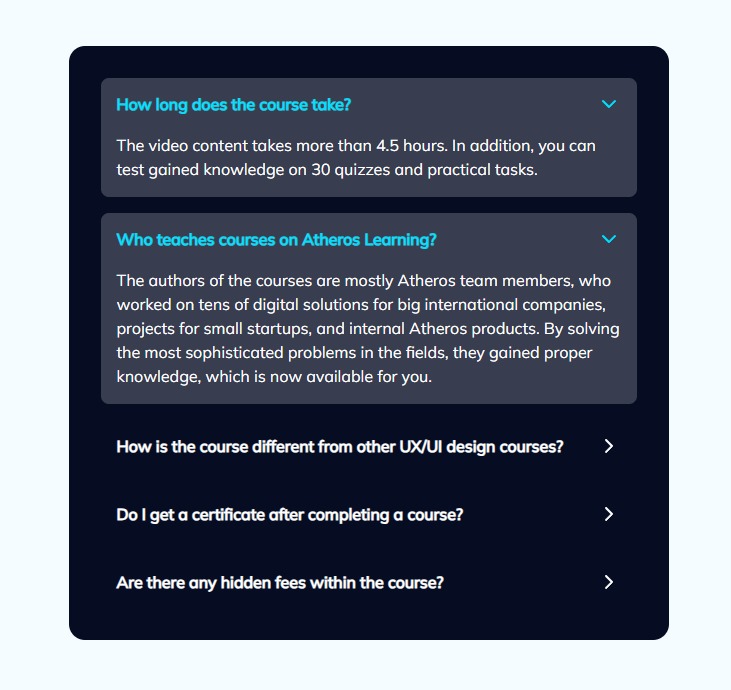 How long does the course take?
The video content takes more than 4.5 hours. In addition, you can
test gained knowledge on 30 quizzes and practical tasks.
Who teaches courses on Atheros Learning?
The authors of the courses are mostly Atheros team members, who
worked on tens of digital solutions for big international companies,
projects for small startups, and internal Atheros products. By solving
the most sophisticated problems in the fields, they gained proper
knowledge, which is now available for you.
How is the course different from other UX/UI design courses?
Do I get a certificate after completing a course?
Are there any hidden fees within the course?